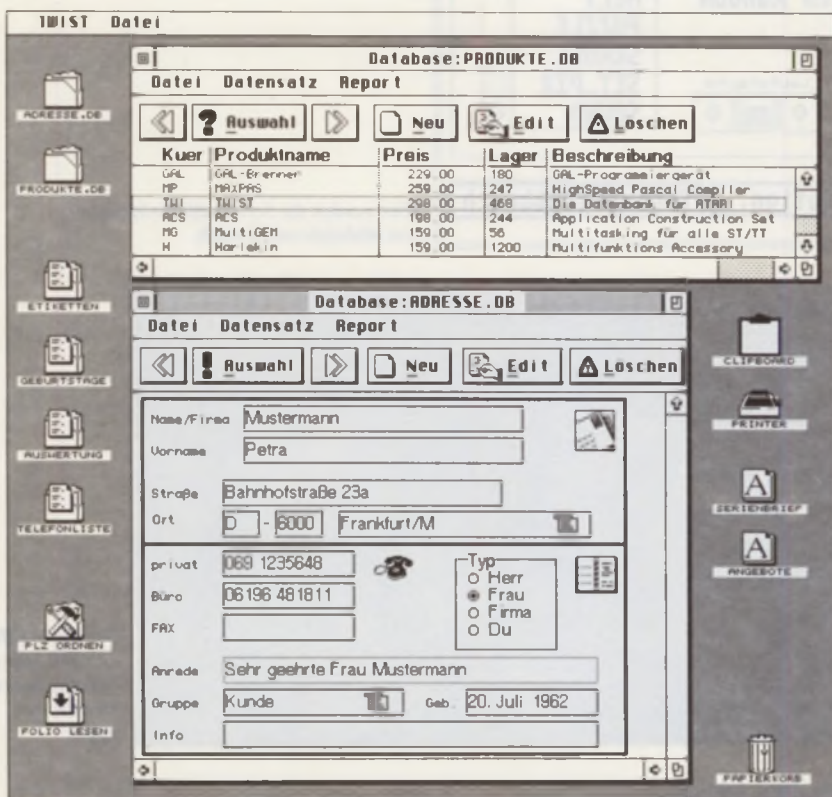 TWIST Datei
Database:PRODUKTE.DB
Datei Datensatz Report
? Auswahl Neu Edit Löschen
Kuer Produktname Preis Lager Beschreibung
GAL GAL-Brenner 229.00 180 GAL-Programmiergerät
MP MAXPAS 259.00 247 HighSpeed Pascal Compiler
TWI TWIST 298.00 468 Die Datenbank für ATARI
ACS ACS 198.00 244 Application Construction Set
MG MultiGEM 159.00 56 Multitasking für alle ST/TT
H Harlekin 159.00 1200 Multifunktions Accessory
ADRESSE.DB
PRODUKTE.DB
ETIKETTEN
GEBURTSTAGE
AUSWERTUNG
TELEFONLISTE
PLZ ORDNEN
FOLIO LESEN
Database:ADRESSE.DB
Datei Datensatz Report
! Auswahl Neu Edit Löschen
Name/Firma Mustermann
Vorname Petra
Straße Bahnhofstraße 23a
Ort D - 6000 Frankfurt/M
privat 069 1235648
Büro 06196 481811
FAX
Typ
Herr
Frau
Firma
Du
Anrede Sehr geehrte Frau Mustermann
Gruppe Kunde Geb. 20. Juli 1962
Info
CLIPBOARD
PRINTER
A
SERIENBRIEF
A
ANGEBOTE
PAPIERKORB